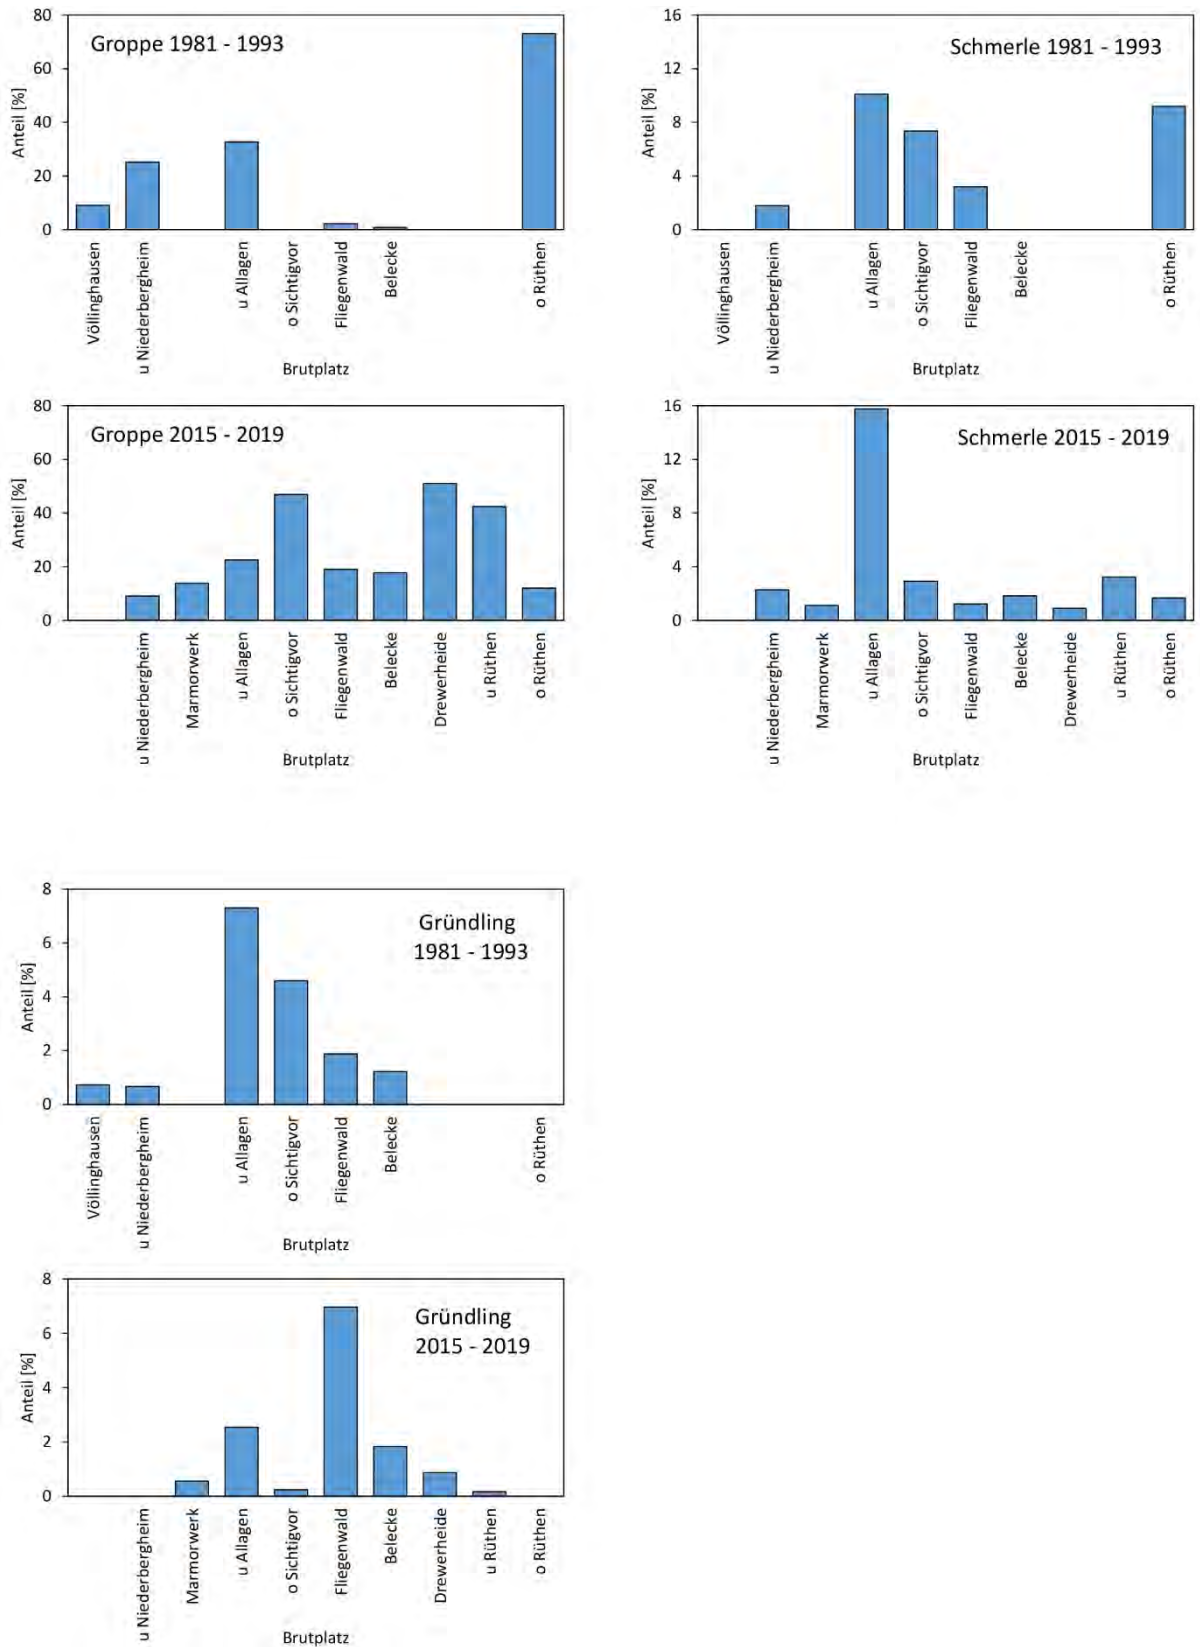 Groppe 1981 - 1993
Anteil [%]
80
60
40
20
0
Völlinghausen
u Niederbergheim
u Allagen
o Sichtigvor
Fliegenwald
Belecke
o Rüthen
Brutplatz
Schmerle 1981 - 1993
Anteil [%]
16
12
8
4
0
Völlinghausen
u Niederbergheim
u Allagen
o Sichtigvor
Fliegenwald
Belecke
o Rüthen
Brutplatz
Groppe 2015 - 2019
Anteil [%]
80
60
40
20
0
u Niederbergheim
Marmorwerk
u Allagen
o Sichtigvor
Fliegenwald
Belecke
Drewerheide
u Rüthen
o Rüthen
Brutplatz
Schmerle 2015 - 2019
Anteil [%]
16
12
8
4
0
u Niederbergheim
Marmorwerk
u Allagen
o Sichtigvor
Fliegenwald
Belecke
Drewerheide
u Rüthen
o Rüthen
Brutplatz
Gründling
1981 - 1993
Anteil [%]
8
6
4
2
0
Völlinghausen
u Niederbergheim
u Allagen
o Sichtigvor
Fliegenwald
Belecke
o Rüthen
Brutplatz
Gründling
2015 - 2019
Anteil [%]
8
6
4
2
0
u Niederbergheim
Marmorwerk
u Allagen
o Sichtigvor
Fliegenwald
Belecke
Drewerheide
u Rüthen
o Rüthen
Brutplatz